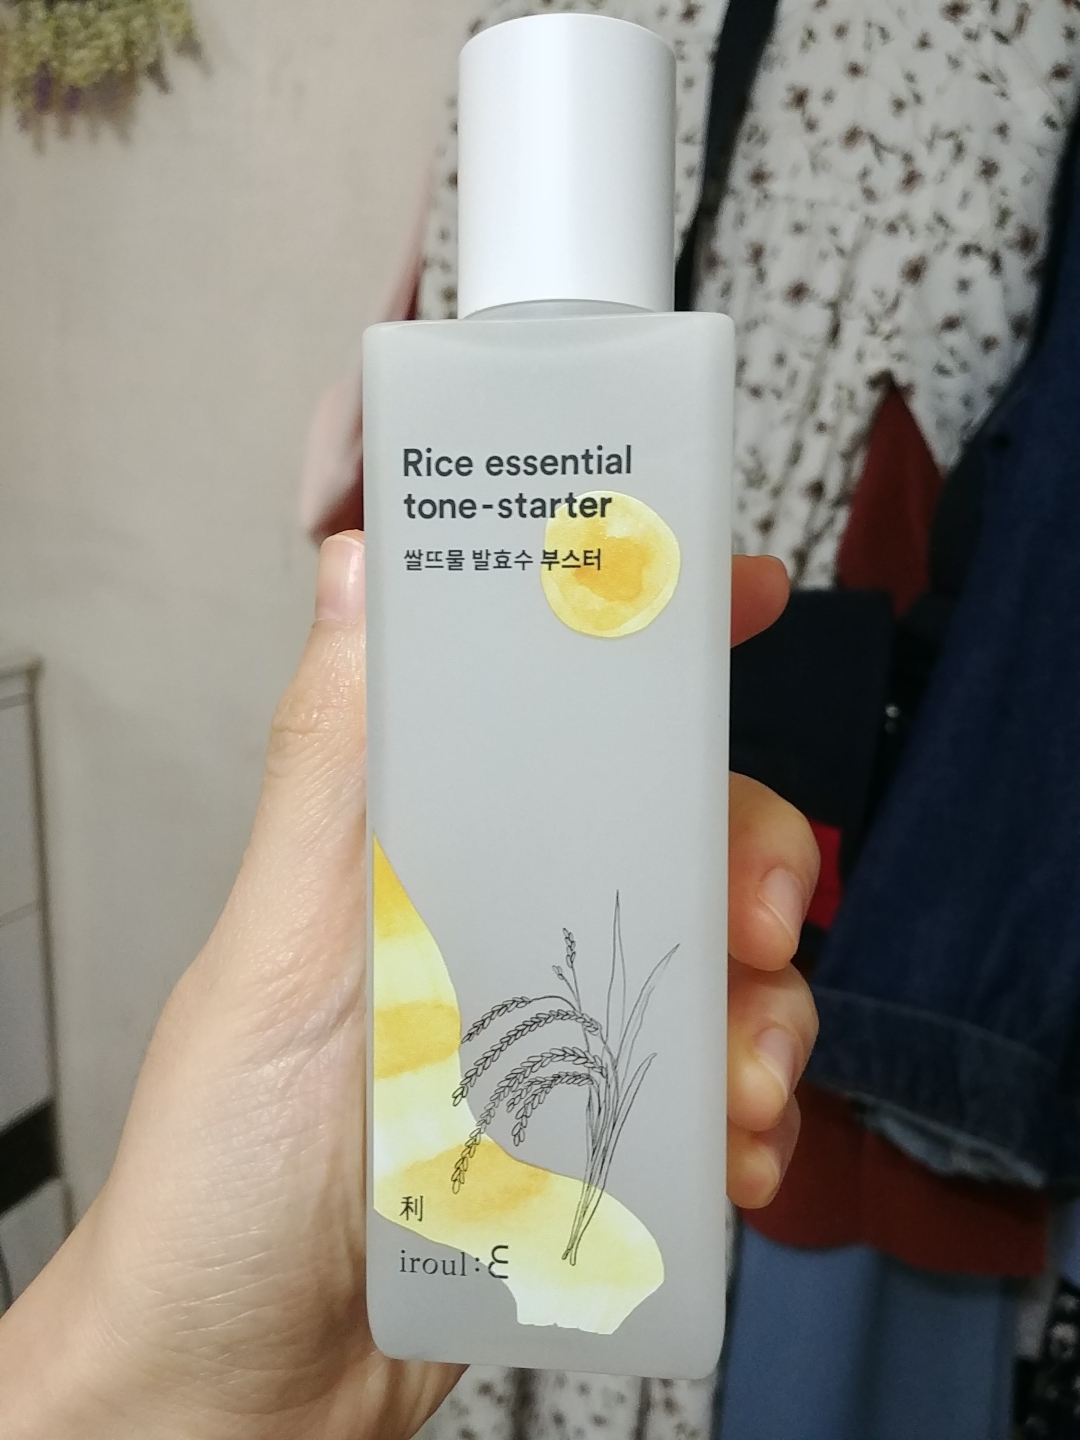 Rice essential
tone-starter
쌀뜨물 발효수 부스터
利
iroul:ε